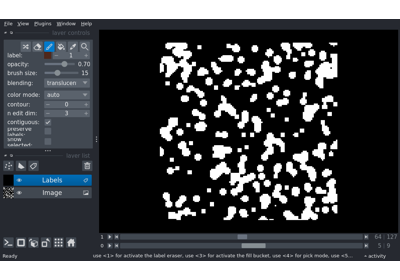 File View Plugins Window Help
layer controls
label: 1
opacity: 0.70
brush size: 15
blending: translucen
color mode: auto
contour: 0
n edit dim: 3
contiguous:
preserve labels:
show selected:
layer list
Labels
Image
1 64 127
0 5 9
Ready use <1> for activate the label eraser, use <3> for activate the fill bucket, use <4> for pick mode, use <5... activity